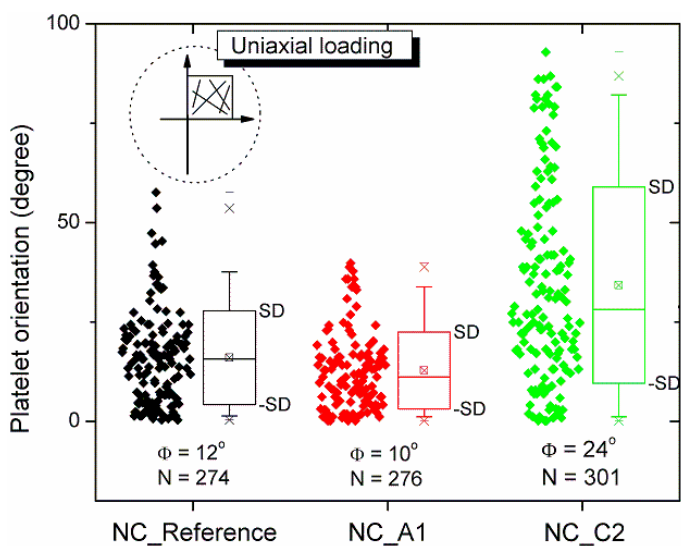 Uniaxial loading
Platelet orientation (degree)
100
50
0
SD
-SD
Φ = 12°
N = 274
SD
-SD
Φ = 10°
N = 276
SD
-SD
Φ = 24°
N = 301
NC_Reference
NC_A1
NC_C2